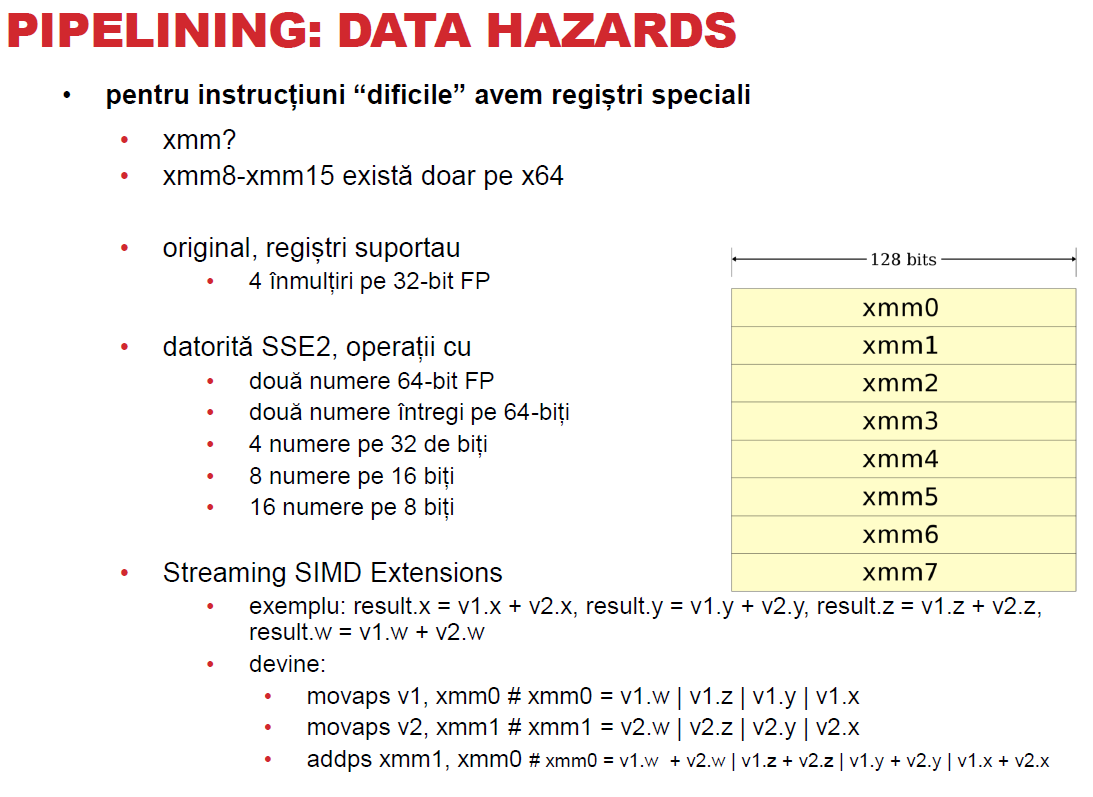 PIPELINING: DATA HAZARDS
• pentru instrucțiuni “dificile” avem regiștri speciali
• xmm?
• xmm8-xmm15 există doar pe x64
• original, regiștri suportau
• 4 înmulțiri pe 32-bit FP
• datorită SSE2, operații cu
• două numere 64-bit FP
• două numere întregi pe 64-biți
• 4 numere pe 32 de biți
• 8 numere pe 16 biți
• 16 numere pe 8 biți
• Streaming SIMD Extensions
• exemplu: result.x = v1.x + v2.x, result.y = v1.y + v2.y, result.z = v1.z + v2.z,
result.w = v1.w + v2.w
• devine:
• movaps v1, xmm0 # xmm0 = v1.w | v1.z | v1.y | v1.x
• movaps v2, xmm1 # xmm1 = v2.w | v2.z | v2.y | v2.x
• addps xmm1, xmm0 # xmm0 = v1.w + v2.w | v1.z + v2.z | v1.y + v2.y | v1.x + v2.x
128 bits
xmm0
xmm1
xmm2
xmm3
xmm4
xmm5
xmm6
xmm7